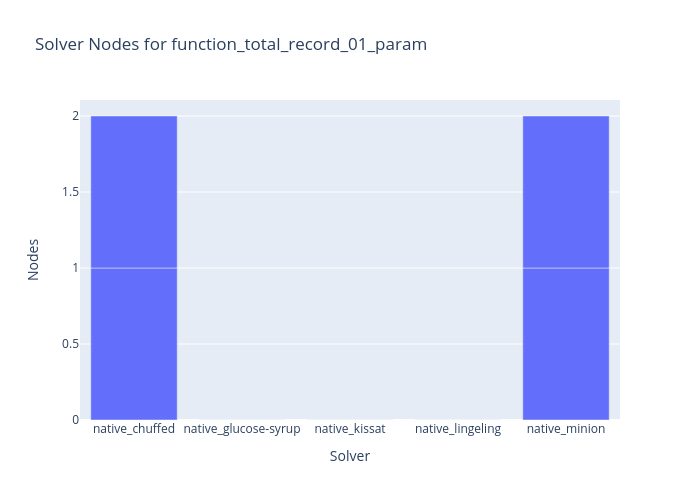 Solver Nodes for function_total_record_01_param
Nodes
2
1.5
1
0.5
0
native_chuffed native_glucose-syrup native_kissat native_lingeling native_minion
Solver